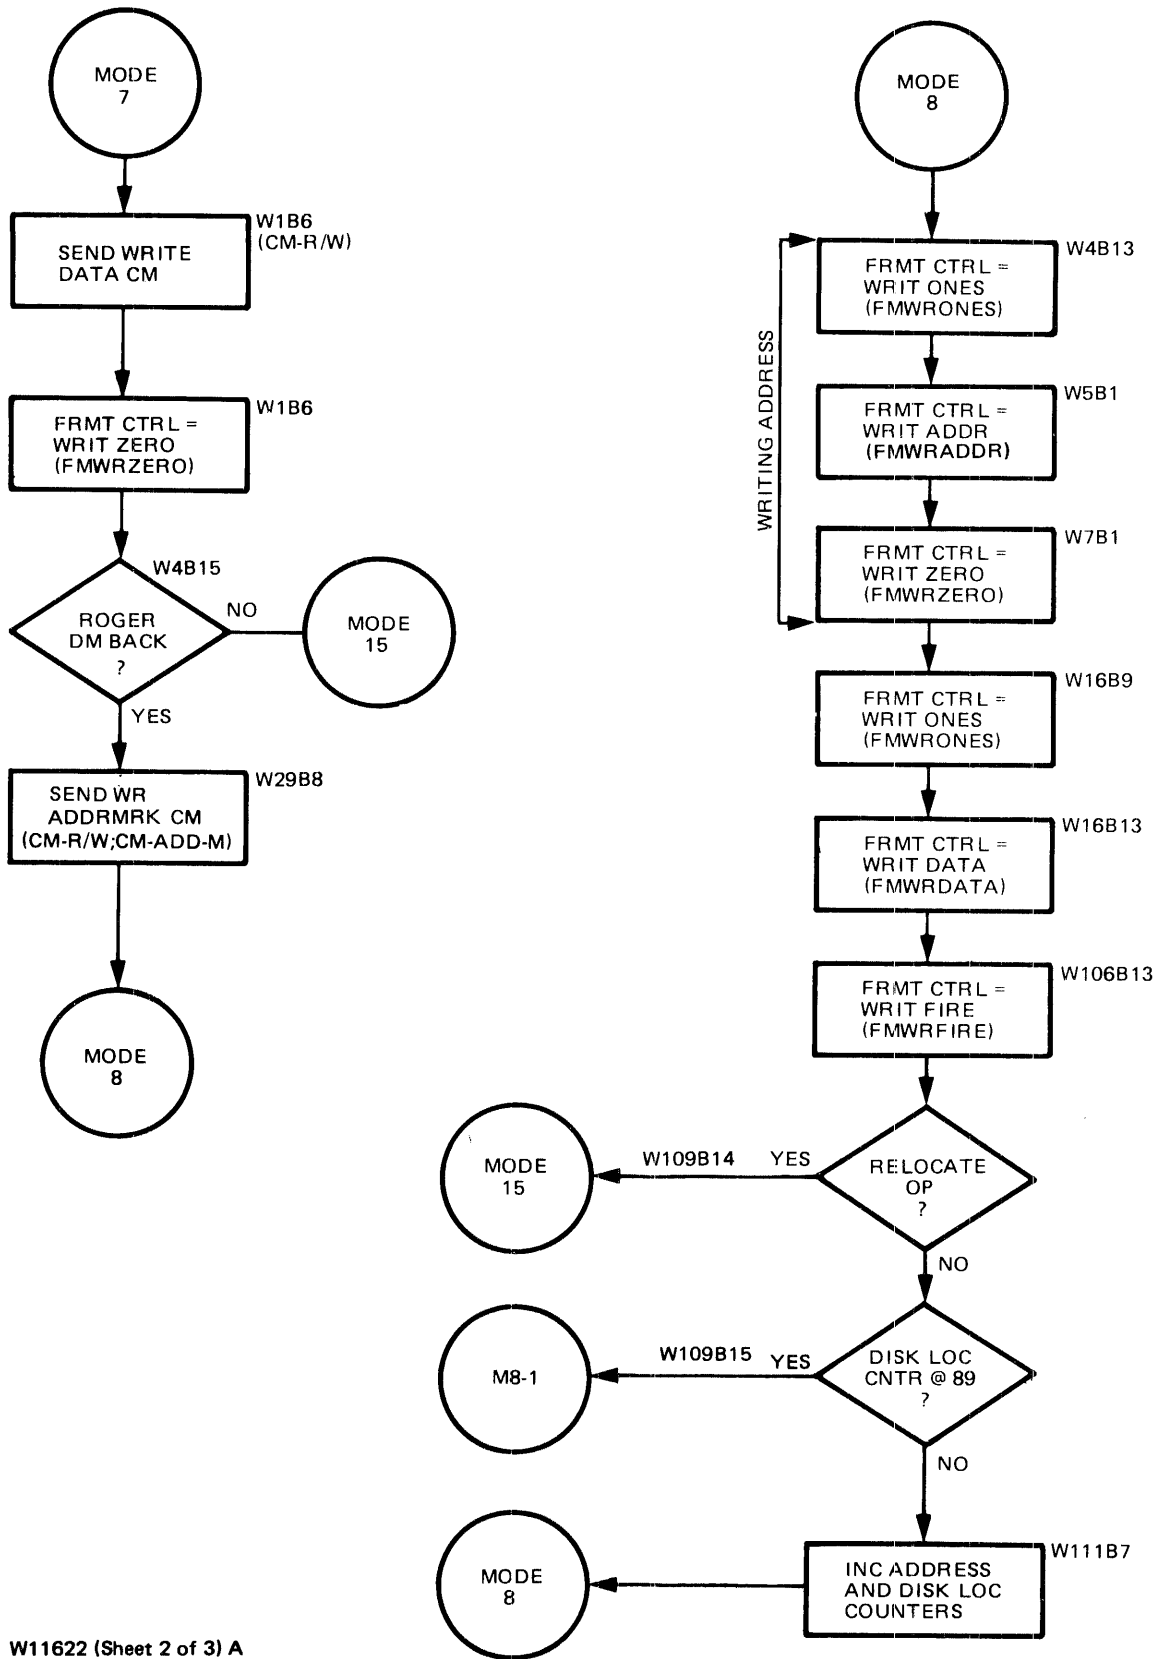 MODE
7
SEND WRITE
DATA CM
W1B6
(CM-R/W)
FRMT CTRL =
WRIT ZERO
(FMWRZERO)
W1B6
W4B15
ROGER
DM BACK
?
NO
MODE
15
YES
SEND WR
ADDRMRK CM
(CM-R/W;CM-ADD-M)
W29B8
MODE
8
MODE
8
WRITING ADDRESS
FRMT CTRL =
WRIT ONES
(FMWRONES)
W4B13
FRMT CTRL =
WRIT ADDR
(FMWRADDR)
W5B1
FRMT CTRL =
WRIT ZERO
(FMWRZERO)
W7B1
FRMT CTRL =
WRIT ONES
(FMWRONES)
W16B9
FRMT CTRL =
WRIT DATA
(FMWRDATA)
W16B13
FRMT CTRL =
WRIT FIRE
(FMWRFIRE)
W106B13
RELOCATE
OP
?
YES
W109B14
MODE
15
NO
DISK LOC
CNTR @ 89
?
YES
W109B15
M8-1
NO
INC ADDRESS
AND DISK LOC
COUNTERS
W111B7
MODE
8
W11622 (Sheet 2 of 3) A